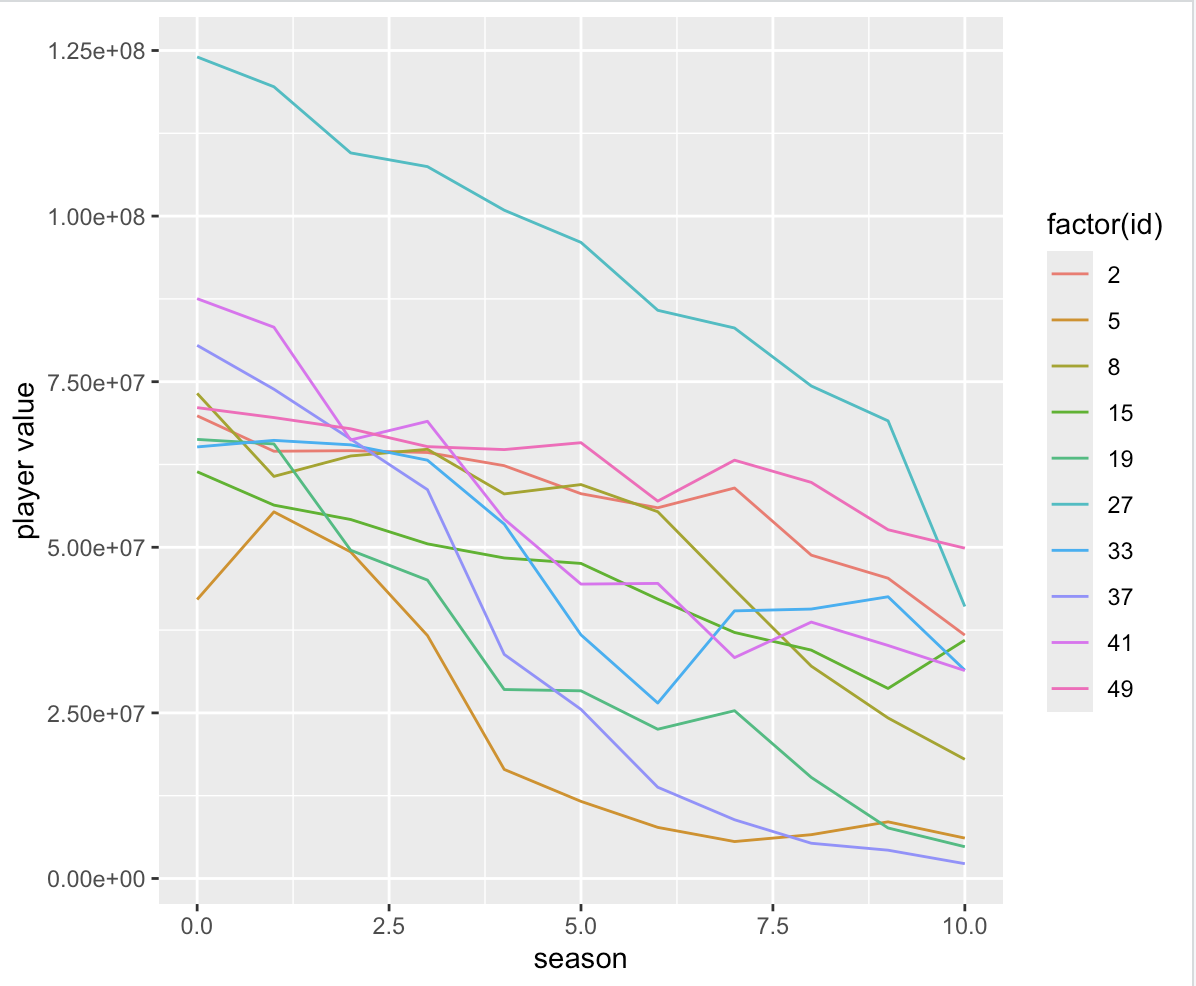 1.25e+08
1.00e+08
7.50e+07
5.00e+07
2.50e+07
0.00e+00
player value
0.0 2.5 5.0 7.5 10.0
season
factor(id)
2
5
8
15
19
27
33
37
41
49